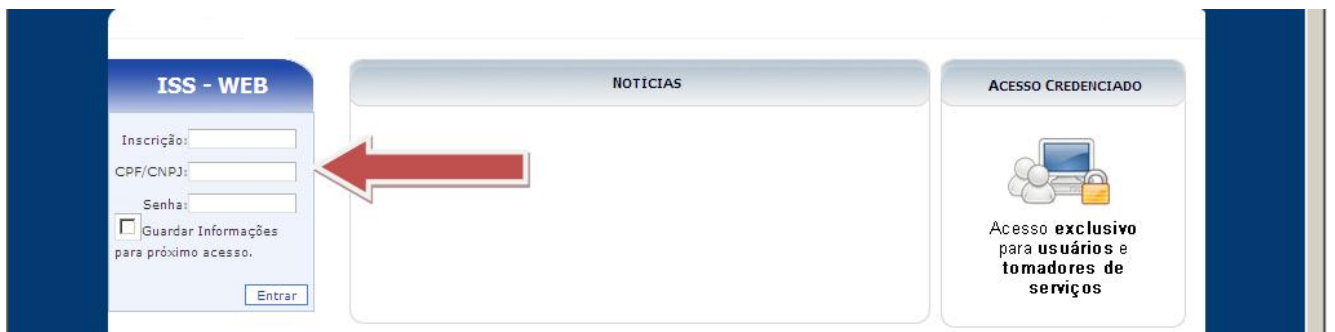 ISS - WEB
Inscrição:
CPF/CNPJ:
Senha:
Guardar Informações
para próximo acesso.
Entrar
NOTÍCIAS
ACESSO CREDENCIADO
Acesso exclusivo
para usuários e
tomadores de
serviços